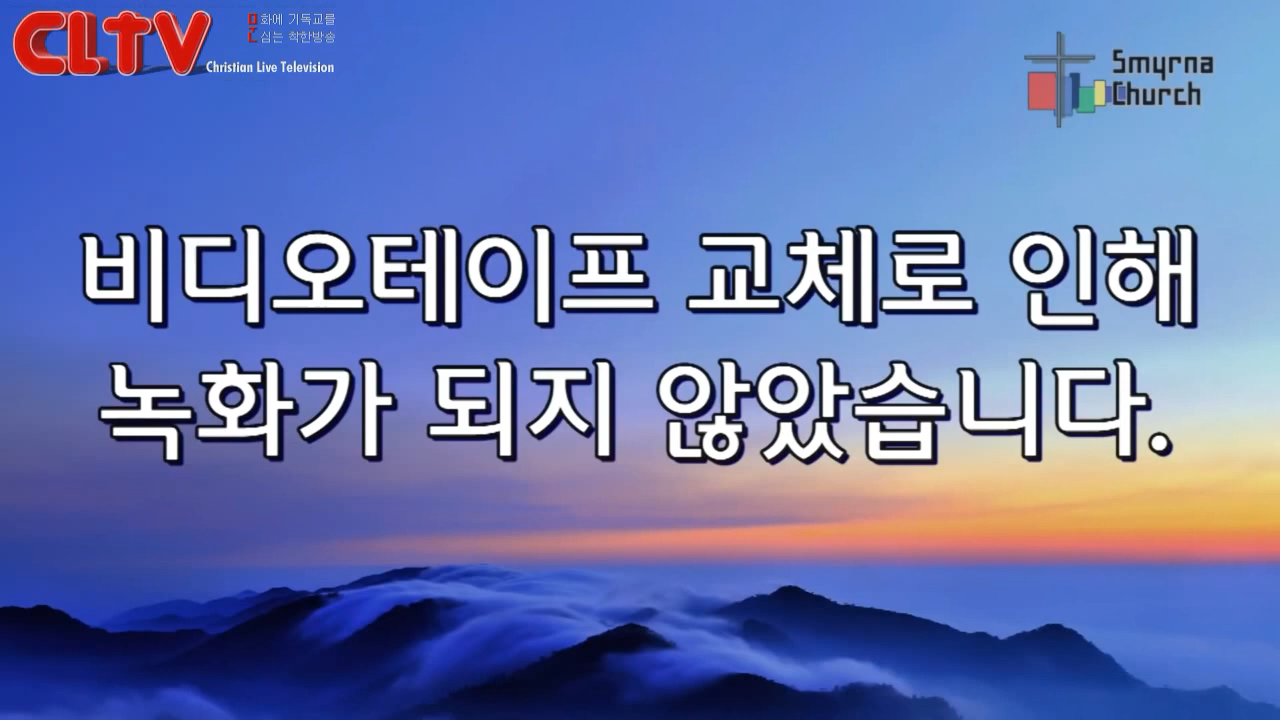 CLTV
문화에 기독교를
심는 착한방송
Christian Live Television
Smyrna
Church
비디오테이프 교체로 인해
녹화가 되지 않았습니다.